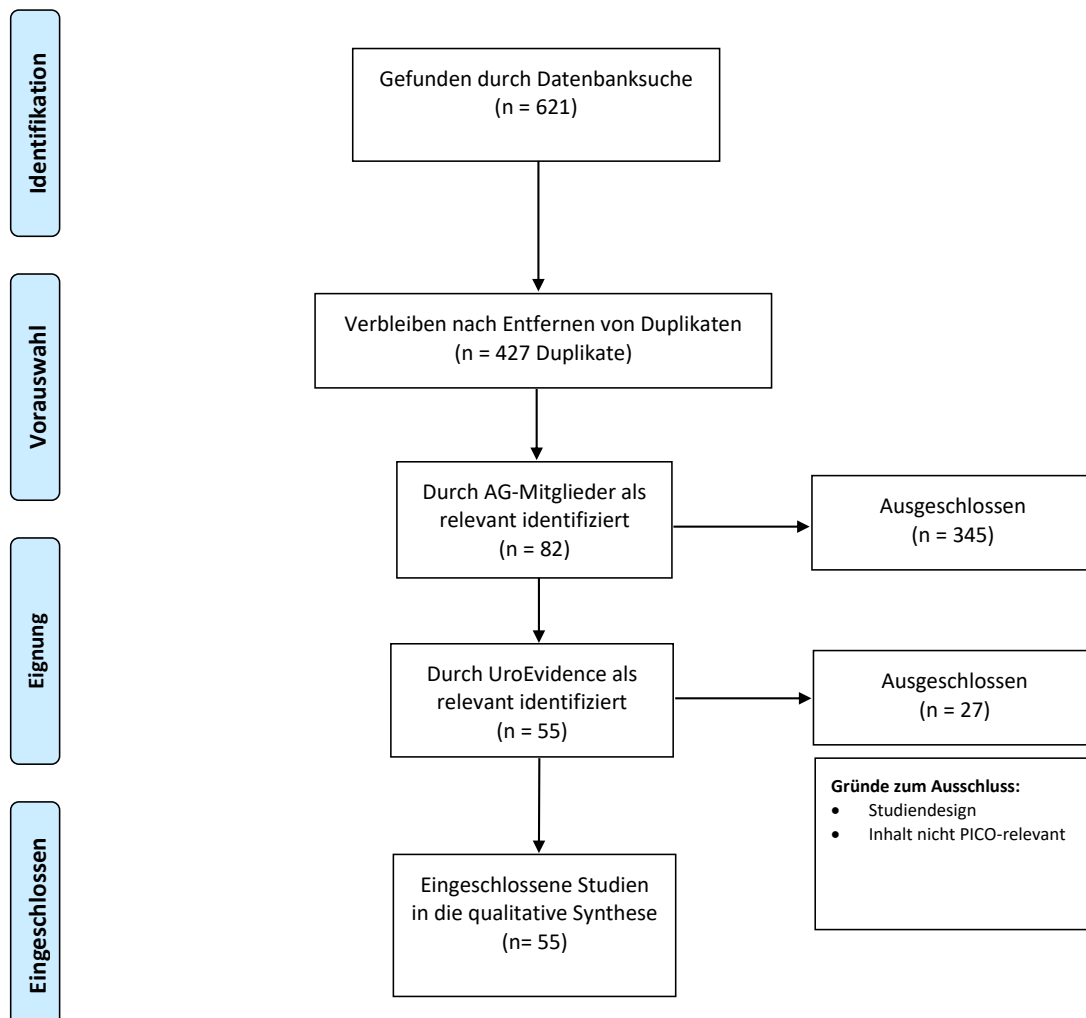 Identifikation
Gefunden durch Datenbanksuche
(n = 621)
Vorauswahl
Verbleiben nach Entfernen von Duplikaten
(n = 427 Duplikate)
Durch AG-Mitglieder als
relevant identifiziert
(n = 82)
Ausgeschlossen
(n = 345)
Eignung
Durch UroEvidence als
relevant identifiziert
(n = 55)
Ausgeschlossen
(n = 27)
Gründe zum Ausschluss:
• Studiendesign
• Inhalt nicht PICO-relevant
Eingeschlossen
Eingeschlossene Studien
in die qualitative Synthese
(n= 55)